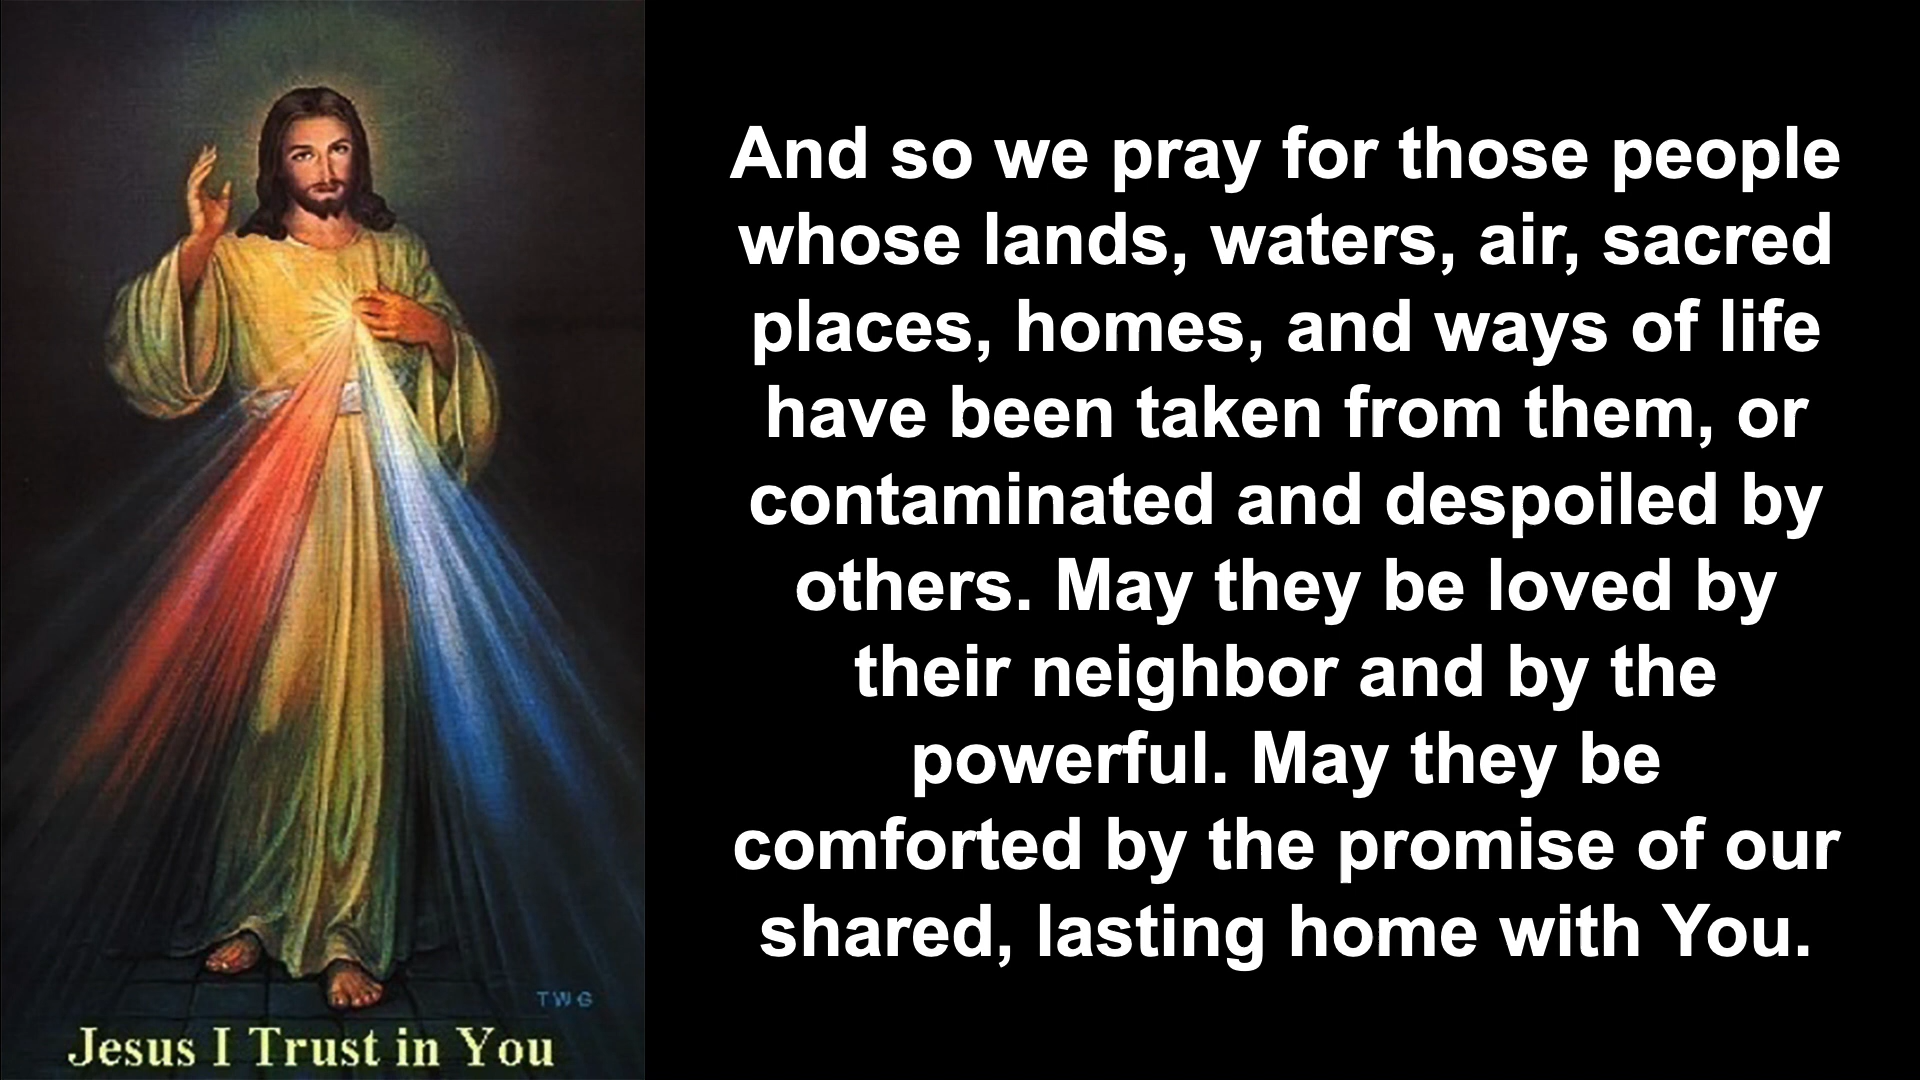 And so we pray for those people
whose lands, waters, air, sacred
places, homes, and ways of life
have been taken from them, or
contaminated and despoiled by
others. May they be loved by
their neighbor and by the
powerful. May they be
comforted by the promise of our
shared, lasting home with You.
TWG
Jesus I Trust in You